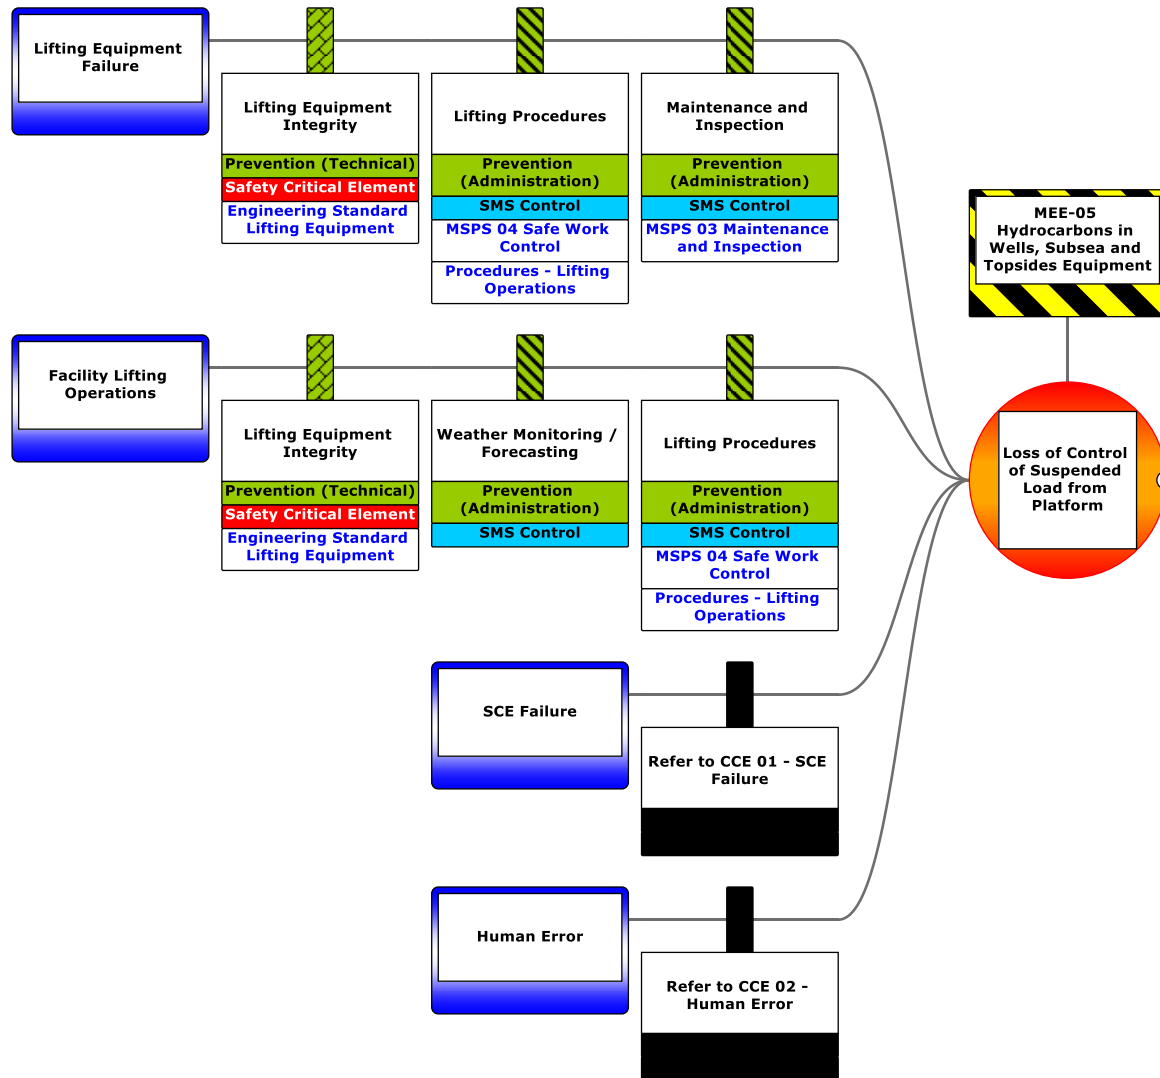 Lifting Equipment
Failure
Lifting Equipment
Integrity
Prevention (Technical)
Safety Critical Element
Engineering Standard
Lifting Equipment
Lifting Procedures
Prevention
(Administration)
SMS Control
MSPS 04 Safe Work
Control
Procedures - Lifting
Operations
Maintenance and
Inspection
Prevention
(Administration)
SMS Control
MSPS 03 Maintenance
and Inspection
MEE-05
Hydrocarbons in
Wells, Subsea and
Topsides Equipment
Facility Lifting
Operations
Lifting Equipment
Integrity
Prevention (Technical)
Safety Critical Element
Engineering Standard
Lifting Equipment
Weather Monitoring /
Forecasting
Prevention
(Administration)
SMS Control
Lifting Procedures
Prevention
(Administration)
SMS Control
MSPS 04 Safe Work
Control
Procedures - Lifting
Operations
Loss of Control
of Suspended
Load from
Platform
SCE Failure
Refer to CCE 01 - SCE
Failure
Human Error
Refer to CCE 02 -
Human Error